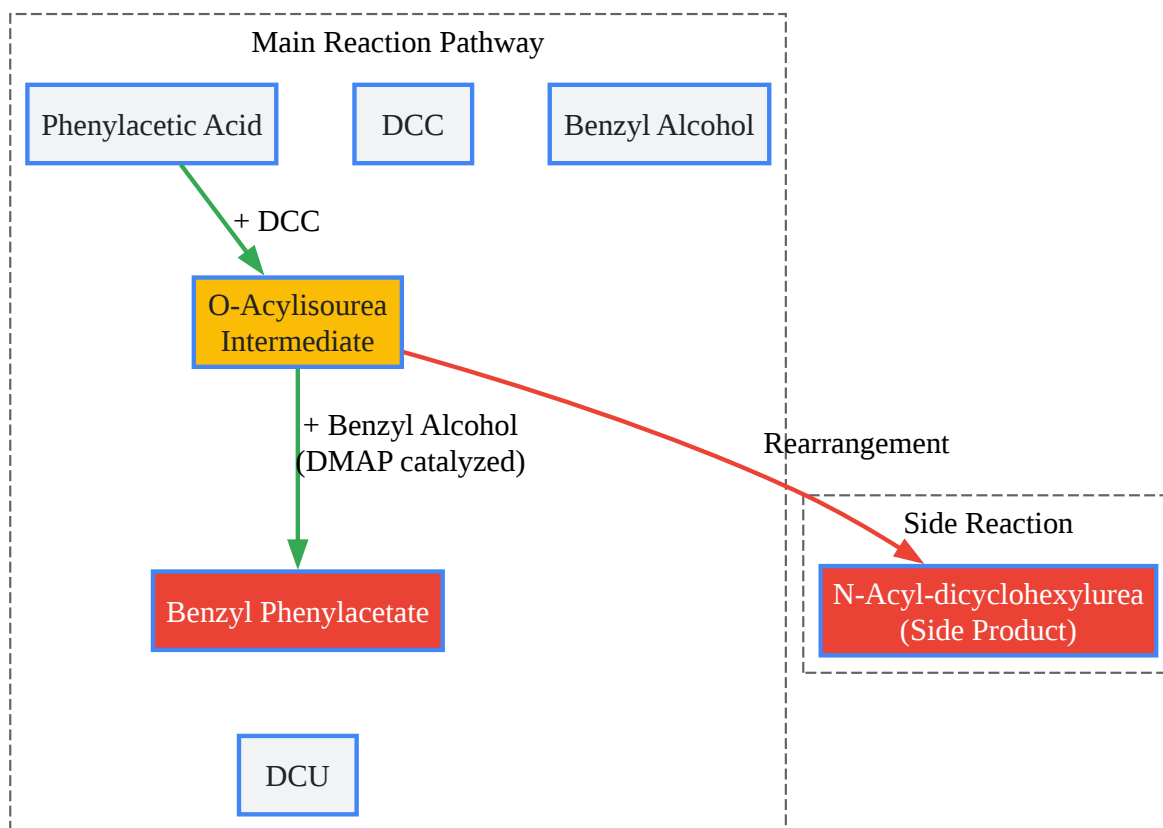 Main Reaction Pathway
Phenylacetic Acid
DCC
Benzyl Alcohol
+ DCC
O-Acylisourea
Intermediate
+ Benzyl Alcohol
(DMAP catalyzed)
Rearrangement
Side Reaction
Benzyl Phenylacetate
N-Acyl-dicyclohexylurea
(Side Product)
DCU